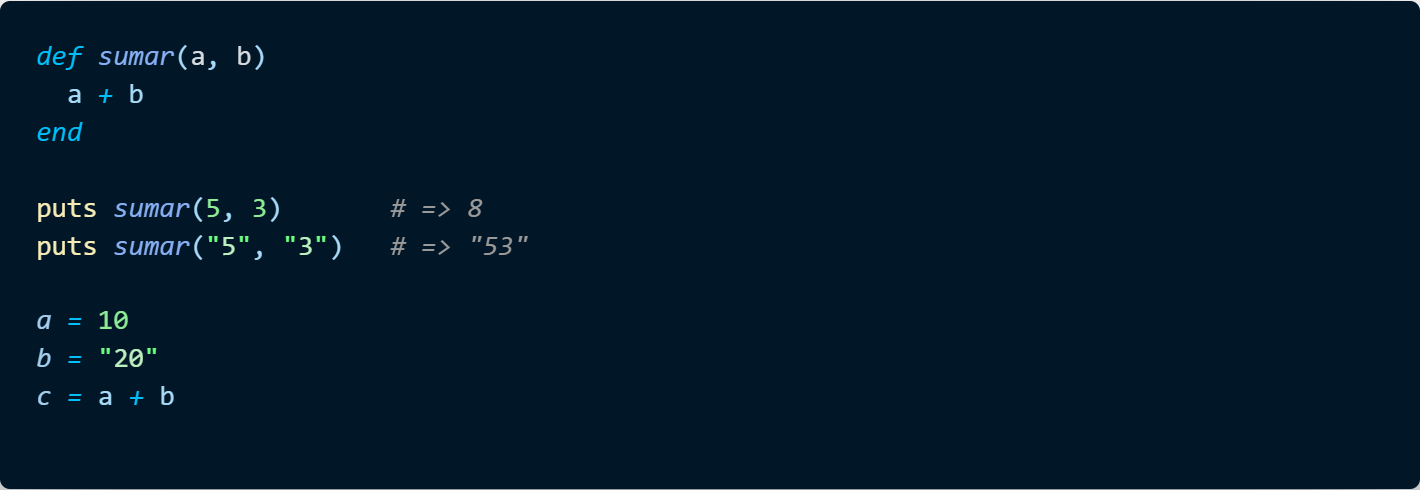 def sumar(a, b)
  a + b
end

puts sumar(5, 3)       # => 8
puts sumar("5", "3")   # => "53"

a = 10
b = "20"
c = a + b